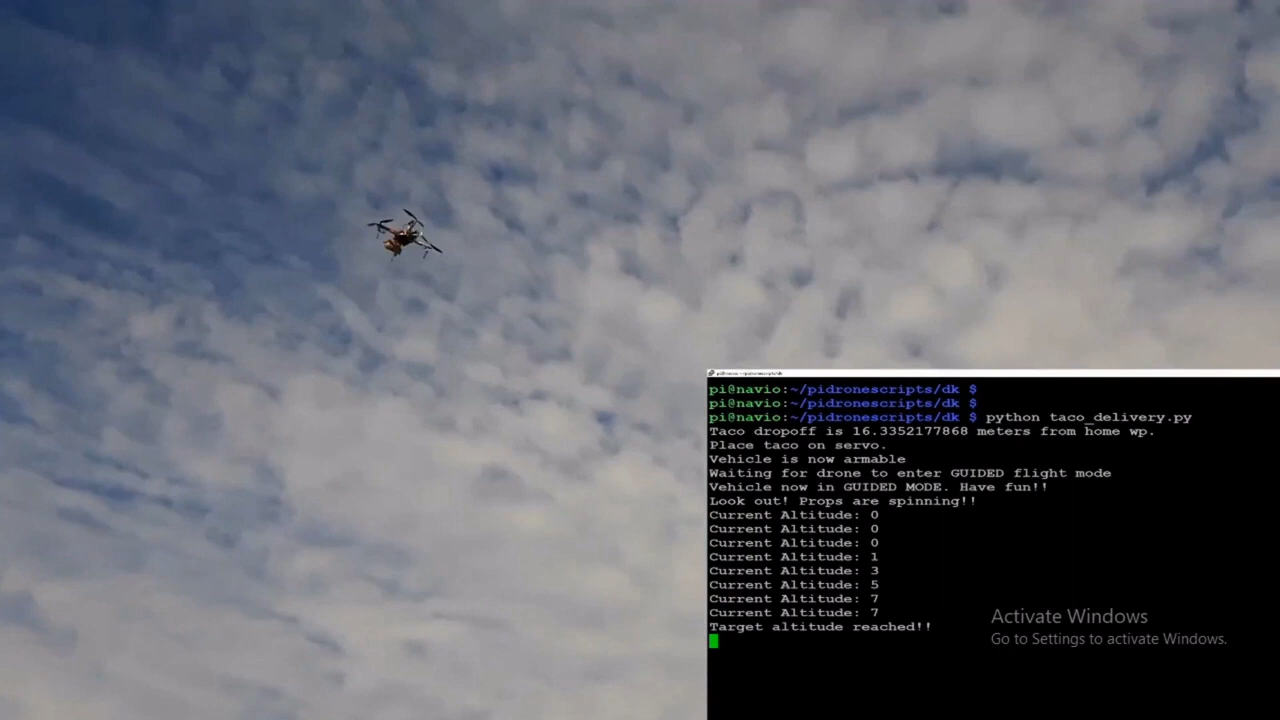 pi@navio:~/pidronescripts/dk $
pi@navio:~/pidronescripts/dk $
pi@navio:~/pidronescripts/dk $ python taco_delivery.py
Taco dropoff is 16.3352177868 meters from home wp.
Place taco on servo.
Vehicle is now armable
Waiting for drone to enter GUIDED flight mode
Vehicle now in GUIDED MODE. Have fun!!
Look out! Props are spinning!!
Current Altitude: 0
Current Altitude: 0
Current Altitude: 0
Current Altitude: 1
Current Altitude: 3
Current Altitude: 5
Current Altitude: 7
Current Altitude: 7
Target altitude reached!!
Activate Windows
Go to Settings to activate Windows.